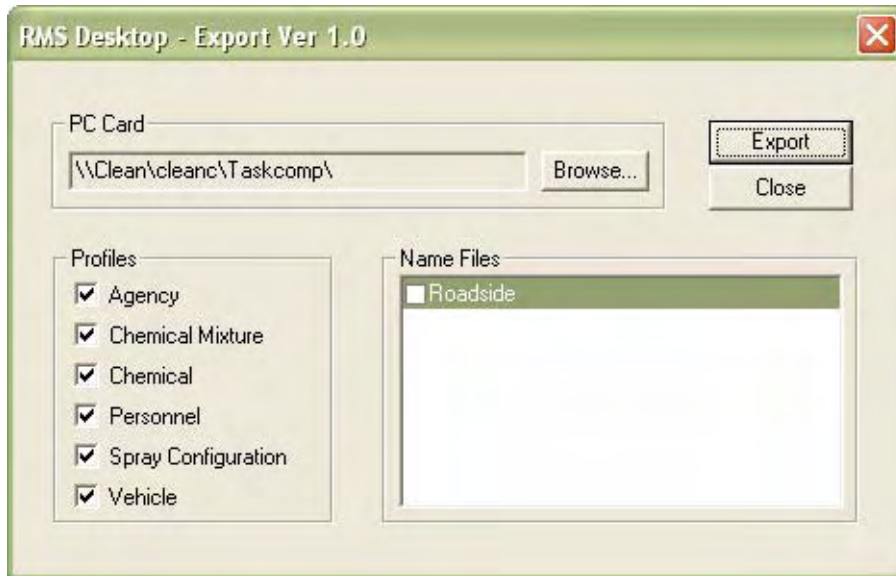 RMS Desktop - Export Ver 1.0
PC Card
\\Clean\cleanc\Taskcomp\
Browse...
Export
Close
Profiles
Agency
Chemical Mixture
Chemical
Personnel
Spray Configuration
Vehicle
Name Files
Roadside